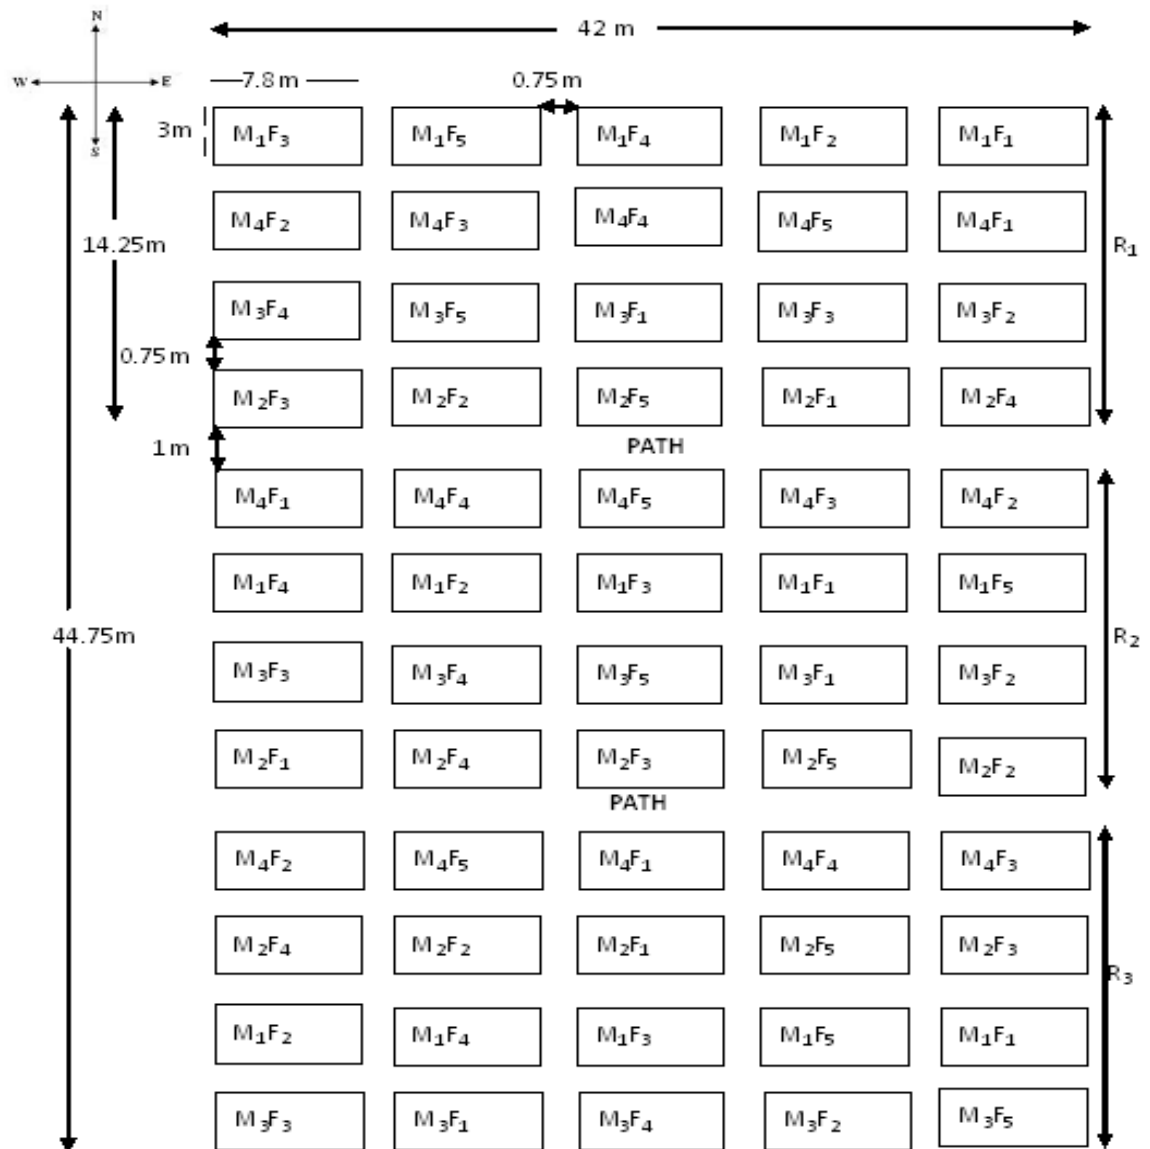 N
42 m
W E
7.8 m 0.75 m
S
3m M₁F₃ M₁F₅ M₁F₄ M₁F₂ M₁F₁
M₄F₂ M₄F₃ M₄F₄ M₄F₅ M₄F₁
14.25m R₁
M₃F₄ M₃F₅ M₃F₁ M₃F₃ M₃F₂
0.75 m
M₂F₃ M₂F₂ M₂F₅ M₂F₁ M₂F₄
1 m PATH
M₄F₁ M₄F₄ M₄F₅ M₄F₃ M₄F₂
M₁F₄ M₁F₂ M₁F₃ M₁F₁ M₁F₅
44.75m R₂
M₃F₃ M₃F₄ M₃F₅ M₃F₁ M₃F₂
M₂F₁ M₂F₄ M₂F₃ M₂F₅ M₂F₂
PATH
M₄F₂ M₄F₅ M₄F₁ M₄F₄ M₄F₃
M₂F₄ M₂F₂ M₂F₁ M₂F₅ M₂F₃
R₃
M₁F₂ M₁F₄ M₁F₃ M₁F₅ M₁F₁
M₃F₃ M₃F₁ M₃F₄ M₃F₂ M₃F₅